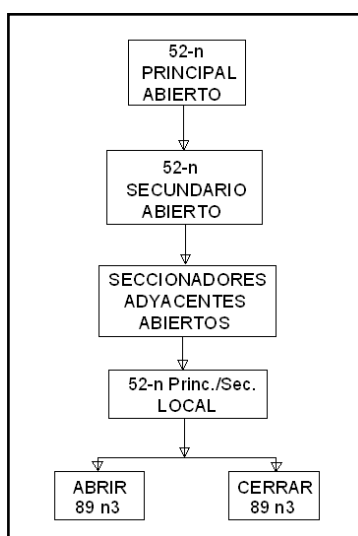 52-n
PRINCIPAL
ABIERTO
52-n
SECUNDARIO
ABIERTO
SECCIONADORES
ADYACENTES
ABIERTOS
52-n Princ./Sec.
LOCAL
ABRIR
89 n3
CERRAR
89 n3